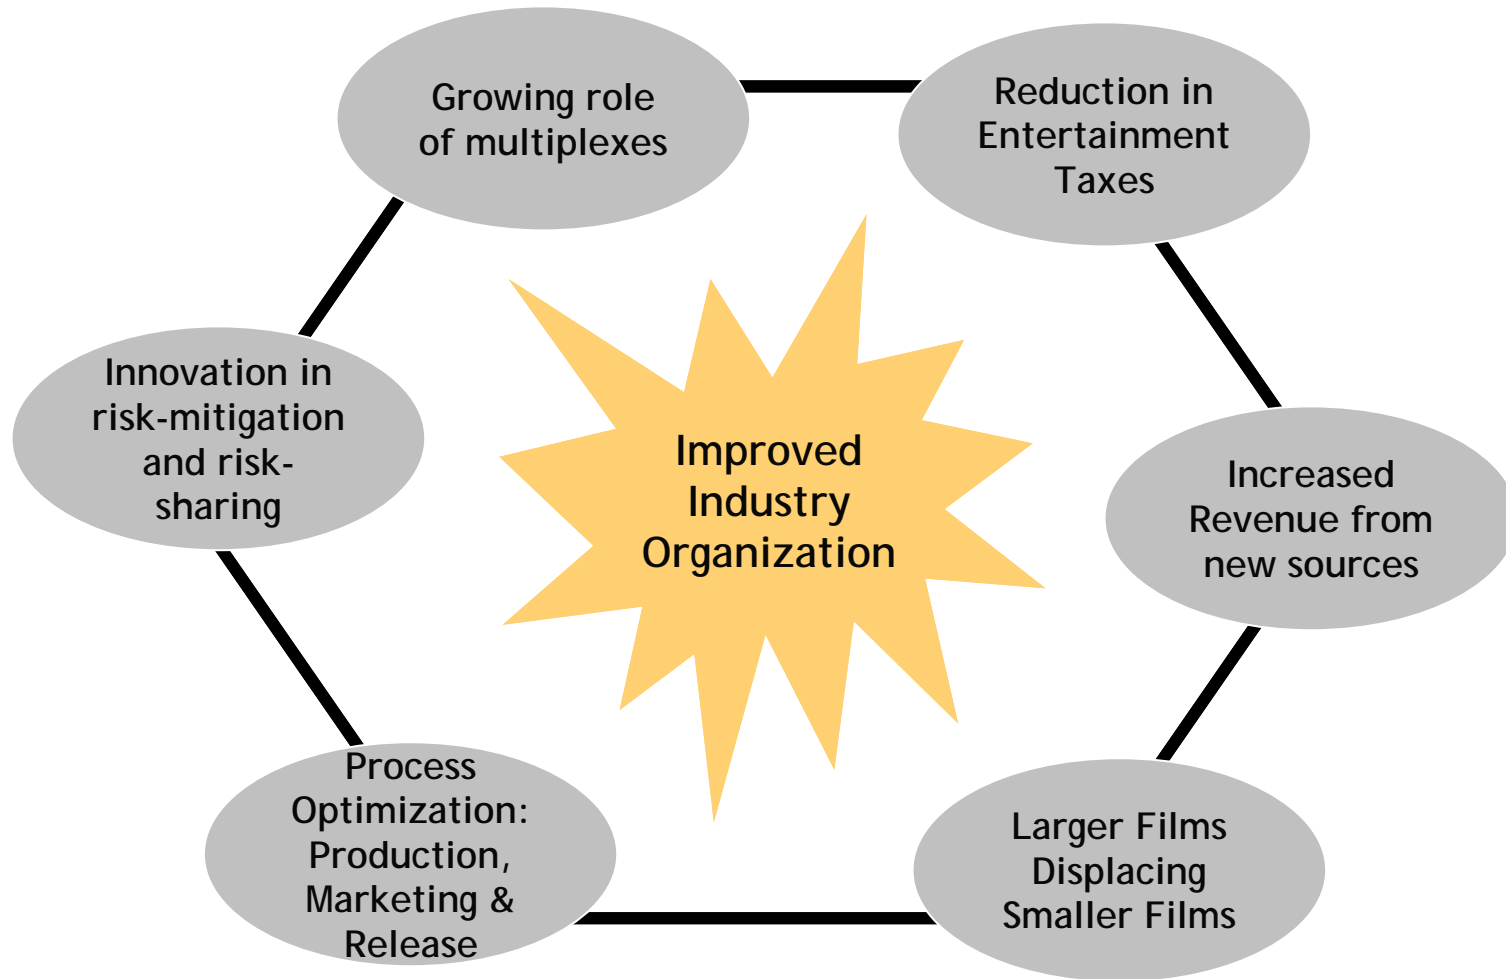 Growing role
of multiplexes
Reduction in
Entertainment
Taxes
Innovation in
risk-mitigation
and risk-
sharing
Improved
Industry
Organization
Increased
Revenue from
new sources
Process
Optimization:
Production,
Marketing &
Release
Larger Films
Displacing
Smaller Films